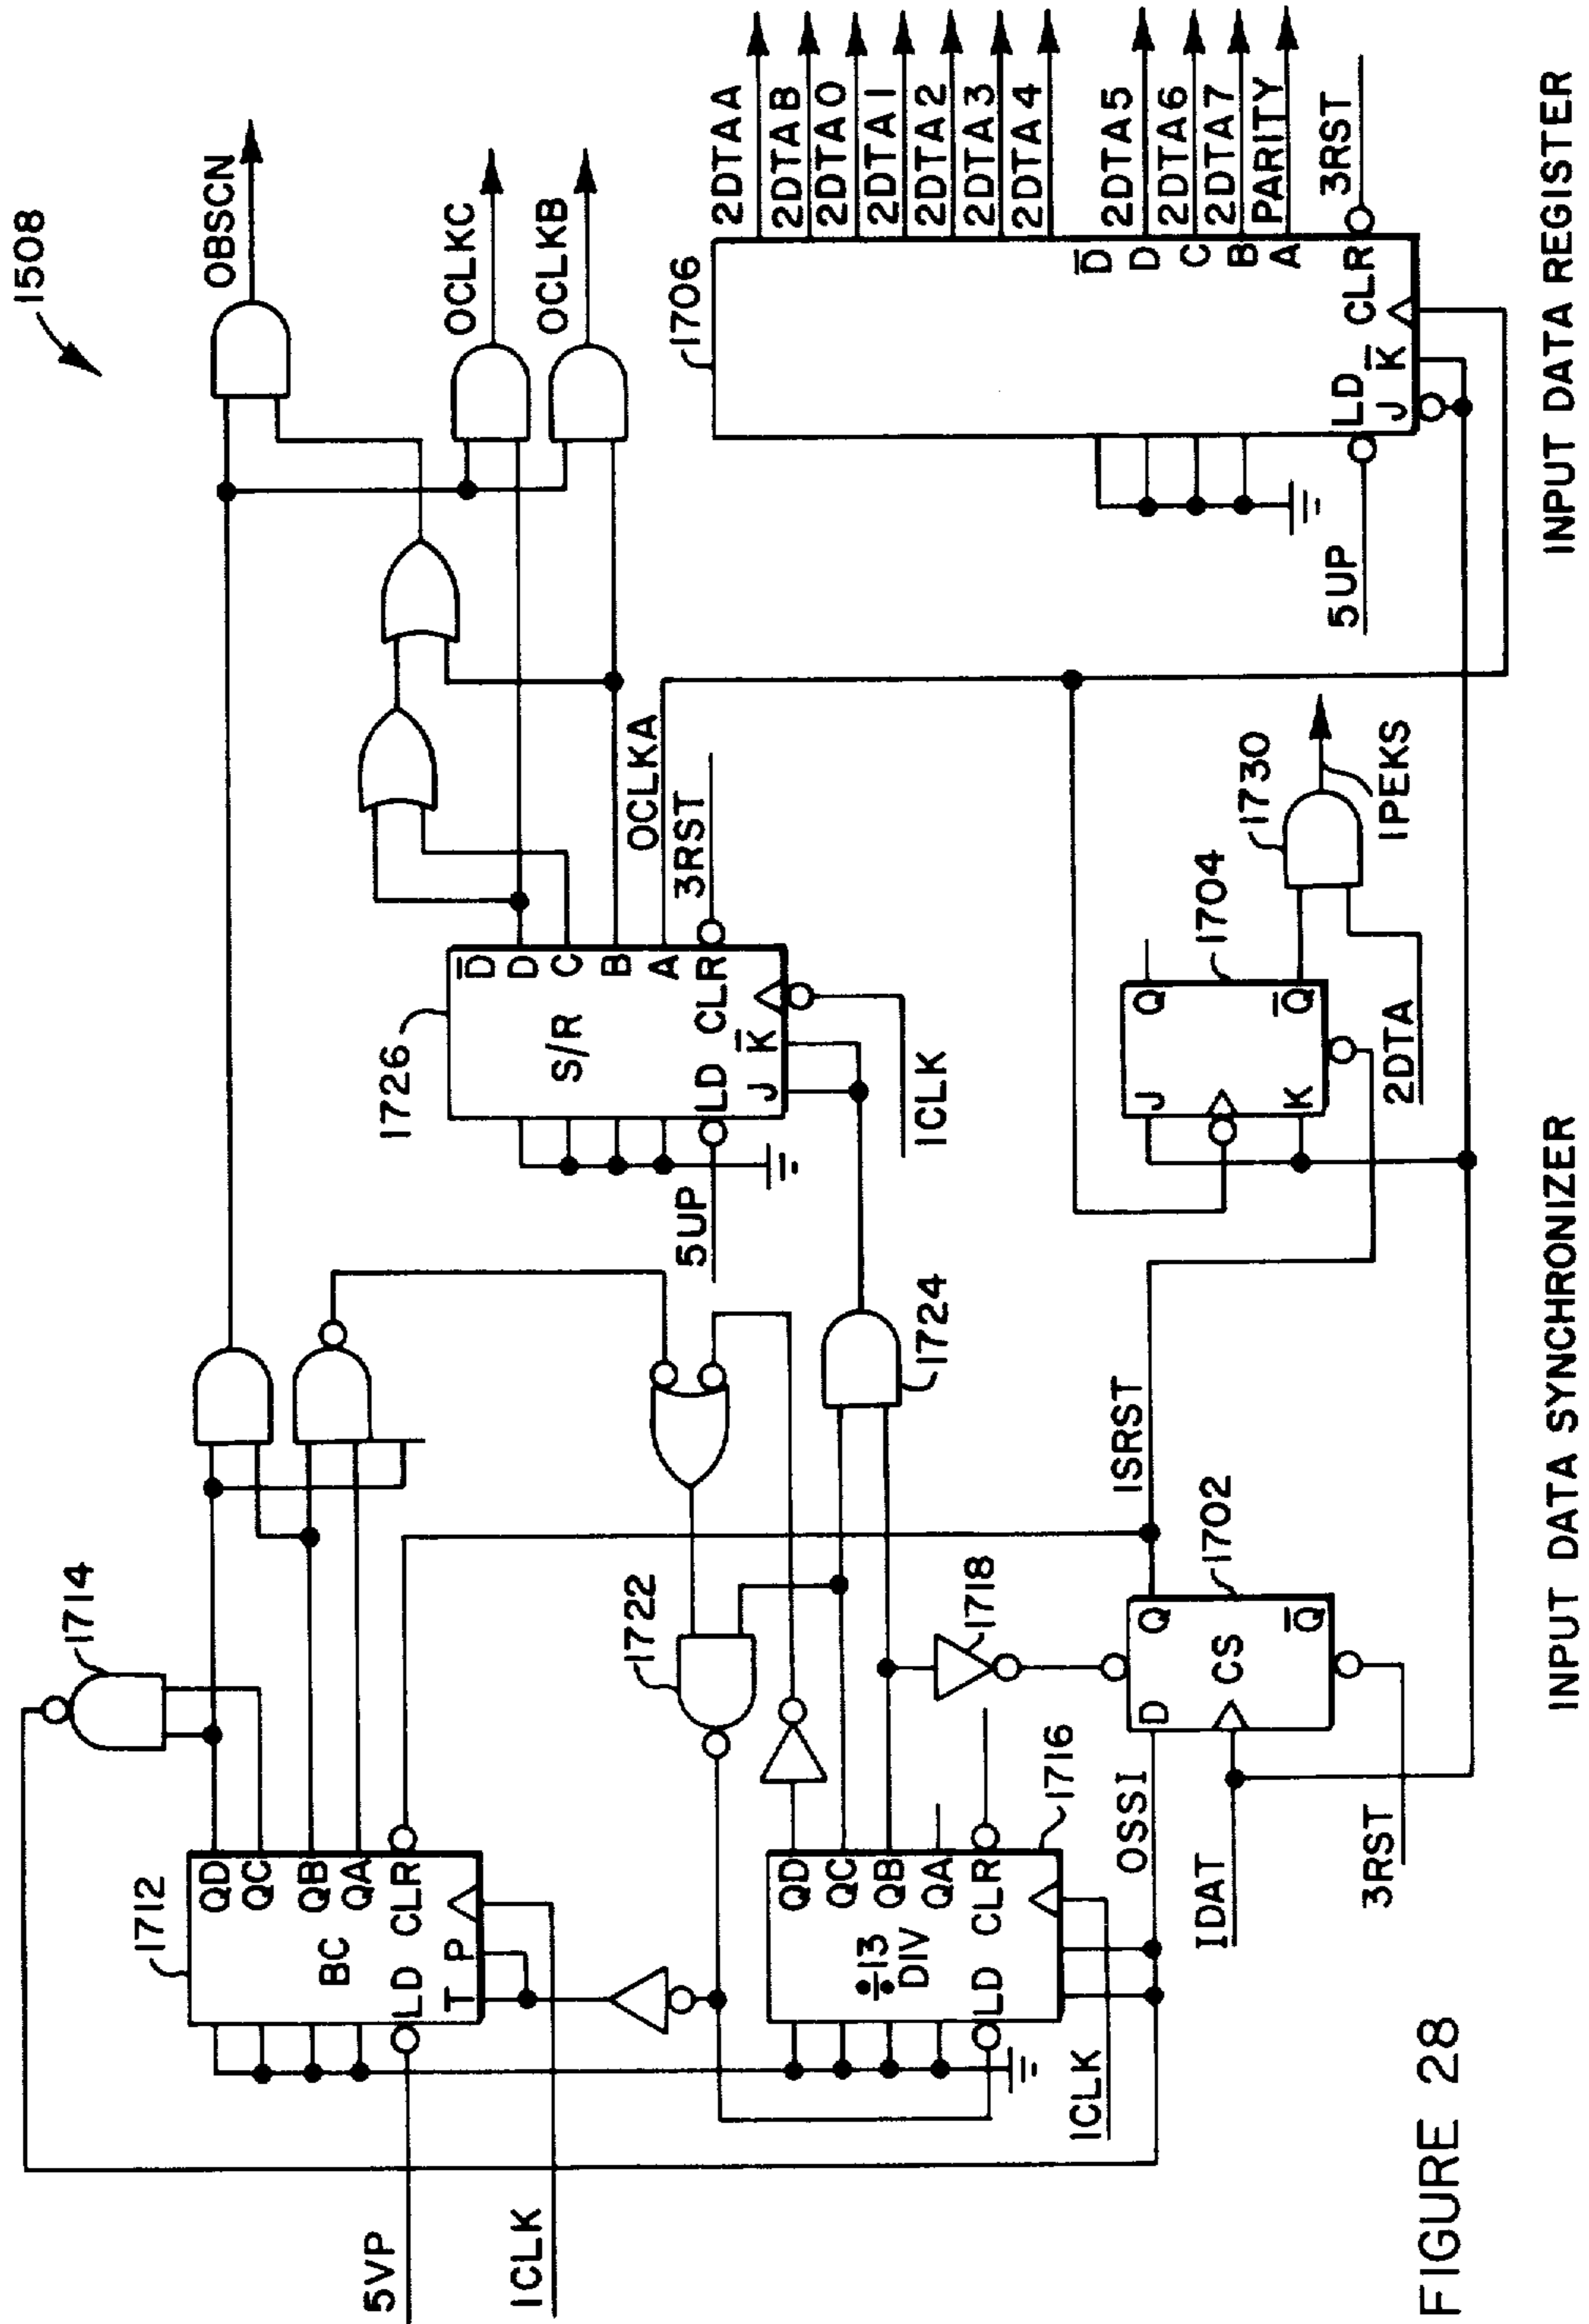 1508
OBSCN
OCLKC
OCLKB
1714
1712
QD
QC
QB
QA
CLR
BC
LD
T̅ P
5VP
1CLK
1726
D̅
D
C
B
A
CLR
S/R
LD
J K̅
OCLKA
3RST
5UP
1CLK
1706
D̅
D
C
B
A
CLR
LD
J K̅
2DTAA
2DTAB
2DTA0
2DTA1
2DTA2
2DTA3
2DTA4
2DTA5
2DTA6
2DTA7
PARITY
3RST
5UP
1722
1724
1718
1716
QD
QC
QB
QA
CLR
÷13
DIV
LD
1CLK
OSSI
1702
D
Q
CS
Q̅
ISRST
IDAT
3RST
1704
J
Q
K
Q̅
2DTA
1730
IPEKS
INPUT DATA SYNCHRONIZER
INPUT DATA REGISTER
FIGURE 28